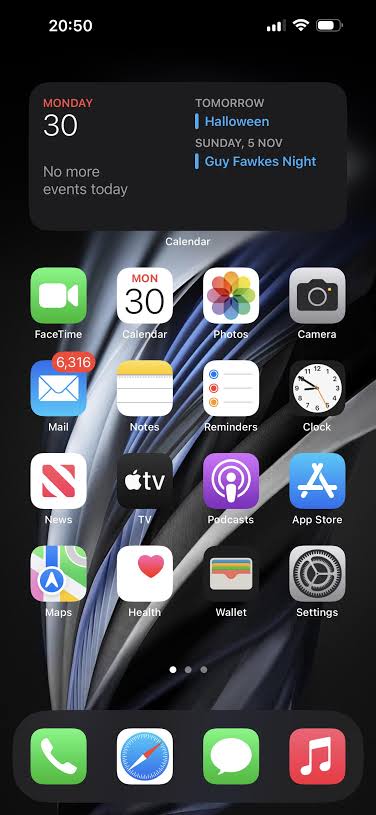 20:50
MONDAY
30
No more
events today
TOMORROW
Halloween
SUNDAY, 5 NOV
Guy Fawkes Night
Calendar
MON
30
FaceTime
Calendar
Photos
Camera
6,316
Mail
Notes
Reminders
Clock
tv
News
TV
Podcasts
App Store
Maps
Health
Wallet
Settings